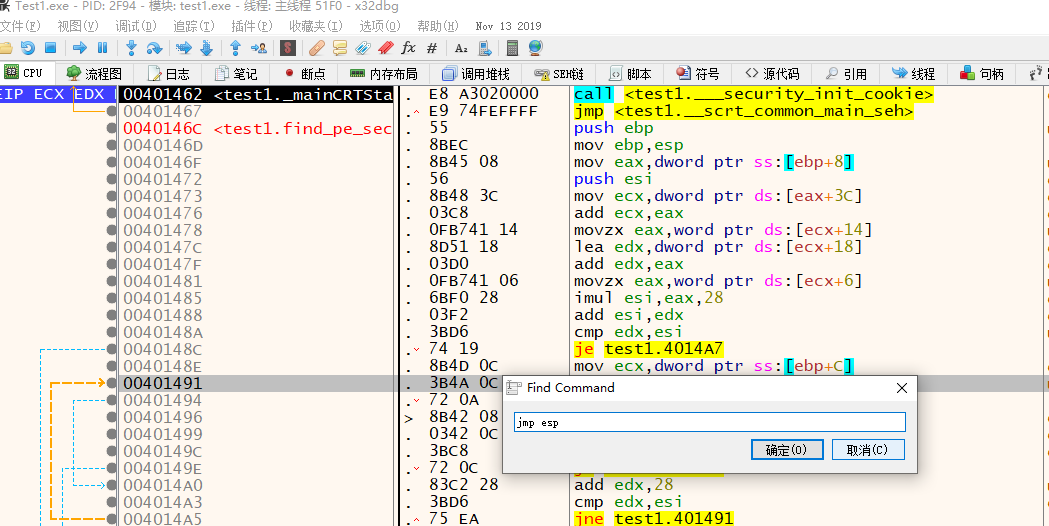 Test1.exe - PID: 2F94 - 模块: test1.exe - 线程: 主线程 51F0 - x32dbg
文件(F) 视图(V) 调试(D) 追踪(T) 插件(P) 收藏夹(I) 选项(O) 帮助(H) Nov 13 2019
CPU 流程图 日志 笔记 断点 内存布局 调用堆栈 SEH链 脚本 符号 源代码 引用 线程 句柄
EIP ECX EDX 00401462 <test1._mainCRTSta . E8 A3020000 call <test1.___security_init_cookie>
00401467 . E9 74FEFFFF jmp <test1.__scrt_common_main_seh>
0040146C <test1.find_pe_sec . 55 push ebp
0040146D . 8BEC mov ebp,esp
0040146F . 8B45 08 mov eax,dword ptr ss:[ebp+8]
00401472 . 56 push esi
00401473 . 8B48 3C mov ecx,dword ptr ds:[eax+3C]
00401476 . 03C8 add ecx,eax
00401478 . 0FB741 14 movzx eax,word ptr ds:[ecx+14]
0040147C . 8D51 18 lea edx,dword ptr ds:[ecx+18]
0040147F . 03D0 add edx,eax
00401481 . 0FB741 06 movzx eax,word ptr ds:[ecx+6]
00401485 . 6BF0 28 imul esi,eax,28
00401488 . 03F2 add esi,edx
0040148A . 3BD6 cmp edx,esi
0040148C . 74 19 je test1.4014A7
0040148E . 8B4D 0C mov ecx,dword ptr ss:[ebp+C]
00401491 . 3B4A 0C
00401494 . 72 0A
00401496 > 8B42 08
00401499 . 0342 0C
0040149C . 3BC8
0040149E . 72 0C
004014A0 . 83C2 28 add edx,28
004014A3 . 3BD6 cmp edx,esi
004014A5 . 75 EA jne test1.401491
Find Command
jmp esp
确定(O) 取消(C)